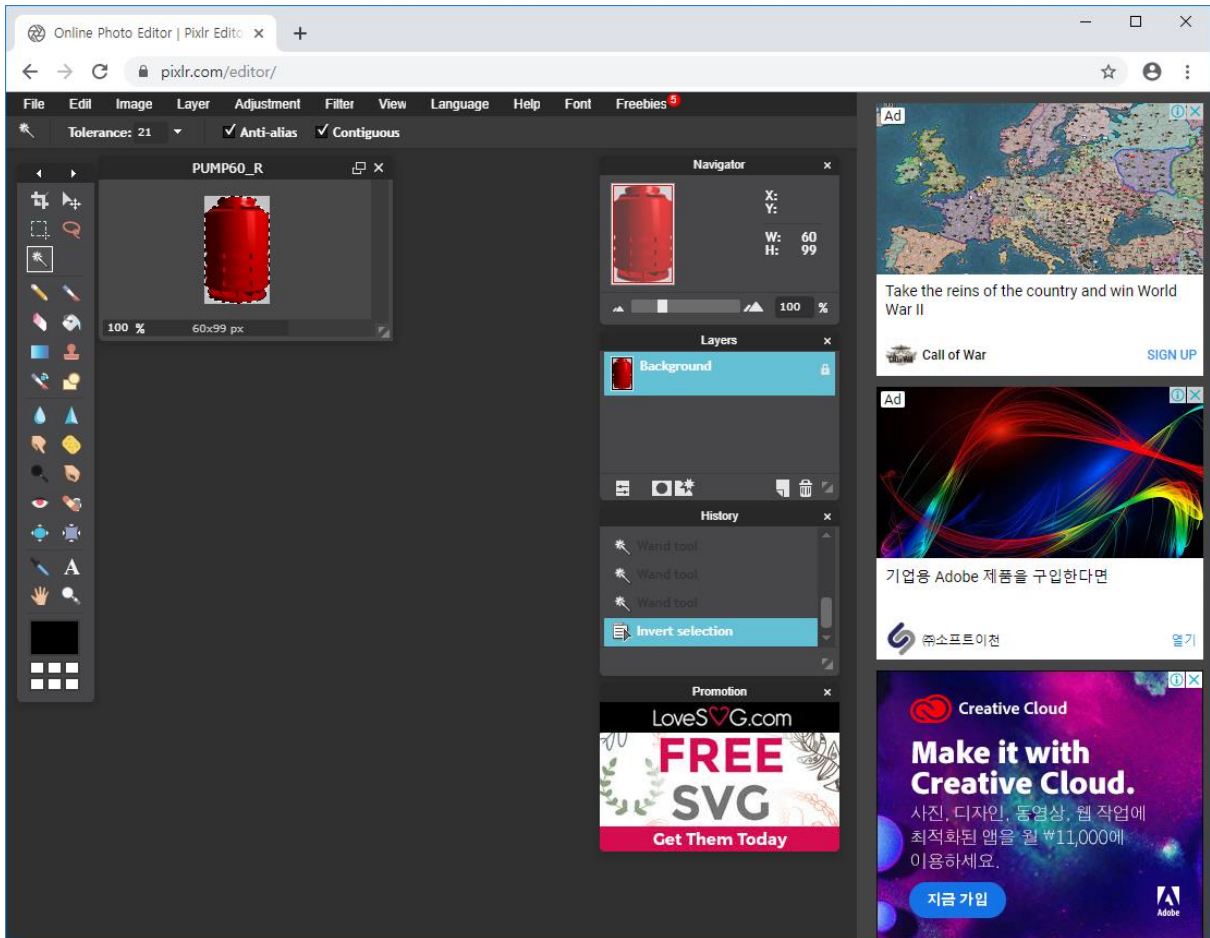 Online Photo Editor | Pixlr Edito
pixlr.com/editor/
File Edit Image Layer Adjustment Filter View Language Help Font Freebies 5
Tolerance: 21 Anti-alias Contiguous
PUMP60_R
100 % 60x99 px
A
Navigator
X:
Y:
W: 60
H: 99
100 %
Layers
Background
History
Wand tool
Wand tool
Wand tool
Invert selection
Promotion
LoveSVG.com
FREE
SVG
Get Them Today
Ad
Take the reins of the country and win World
War II
Call of War SIGN UP
Ad
기업용 Adobe 제품을 구입한다면
㈜소프트이천 열기
Creative Cloud
Make it with
Creative Cloud.
사진, 디자인, 동영상, 웹 작업에
최적화된 앱을 월 ₩11,000에
이용하세요.
지금 가입
Adobe